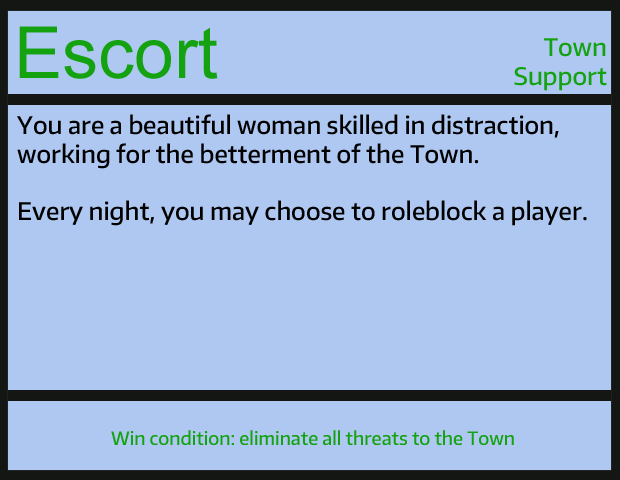 Escort
Town
Support
You are a beautiful woman skilled in distraction,
working for the betterment of the Town.
Every night, you may choose to roleblock a player.
Win condition: eliminate all threats to the Town